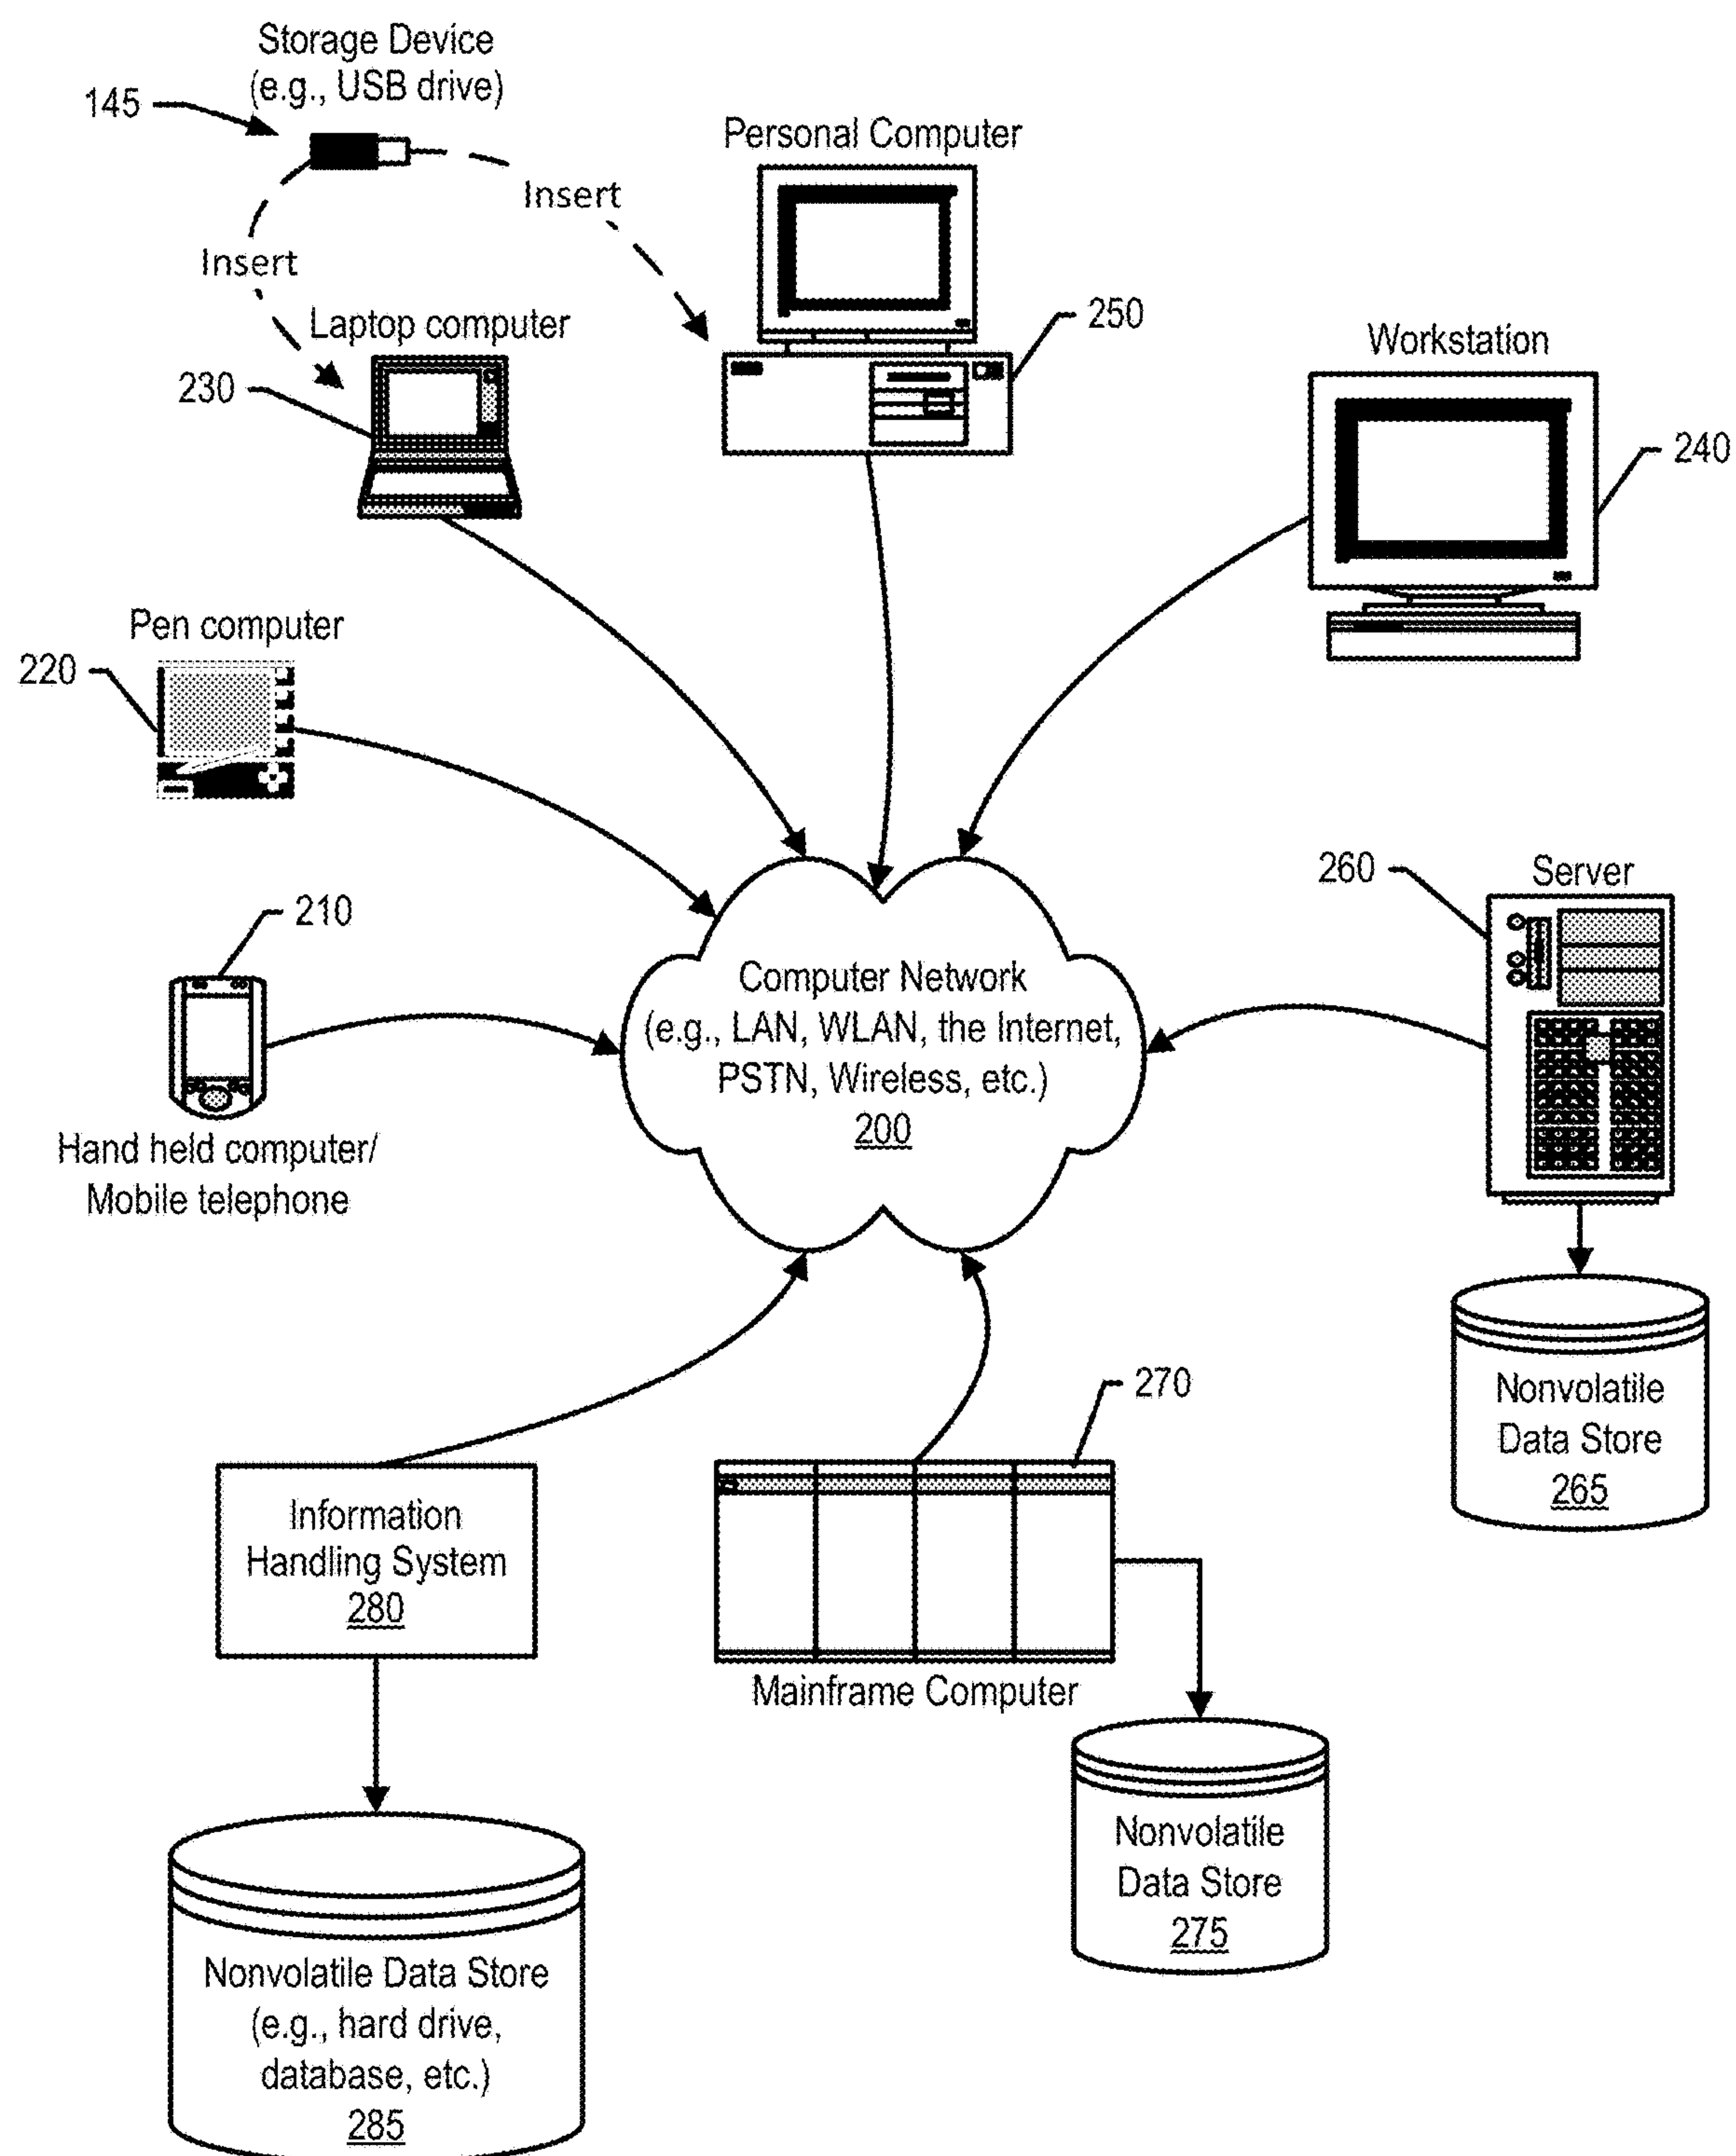 Storage Device
(e.g., USB drive)
145
Insert
Insert
Personal Computer
250
Laptop computer
230
Workstation
240
Pen computer
220
210
Hand held computer/
Mobile telephone
Computer Network
(e.g., LAN, WLAN, the Internet,
PSTN, Wireless, etc.)
200
260
Server
Nonvolatile
Data Store
265
270
Mainframe Computer
Information
Handling System
280
Nonvolatile
Data Store
275
Nonvolatile Data Store
(e.g., hard drive,
database, etc.)
285